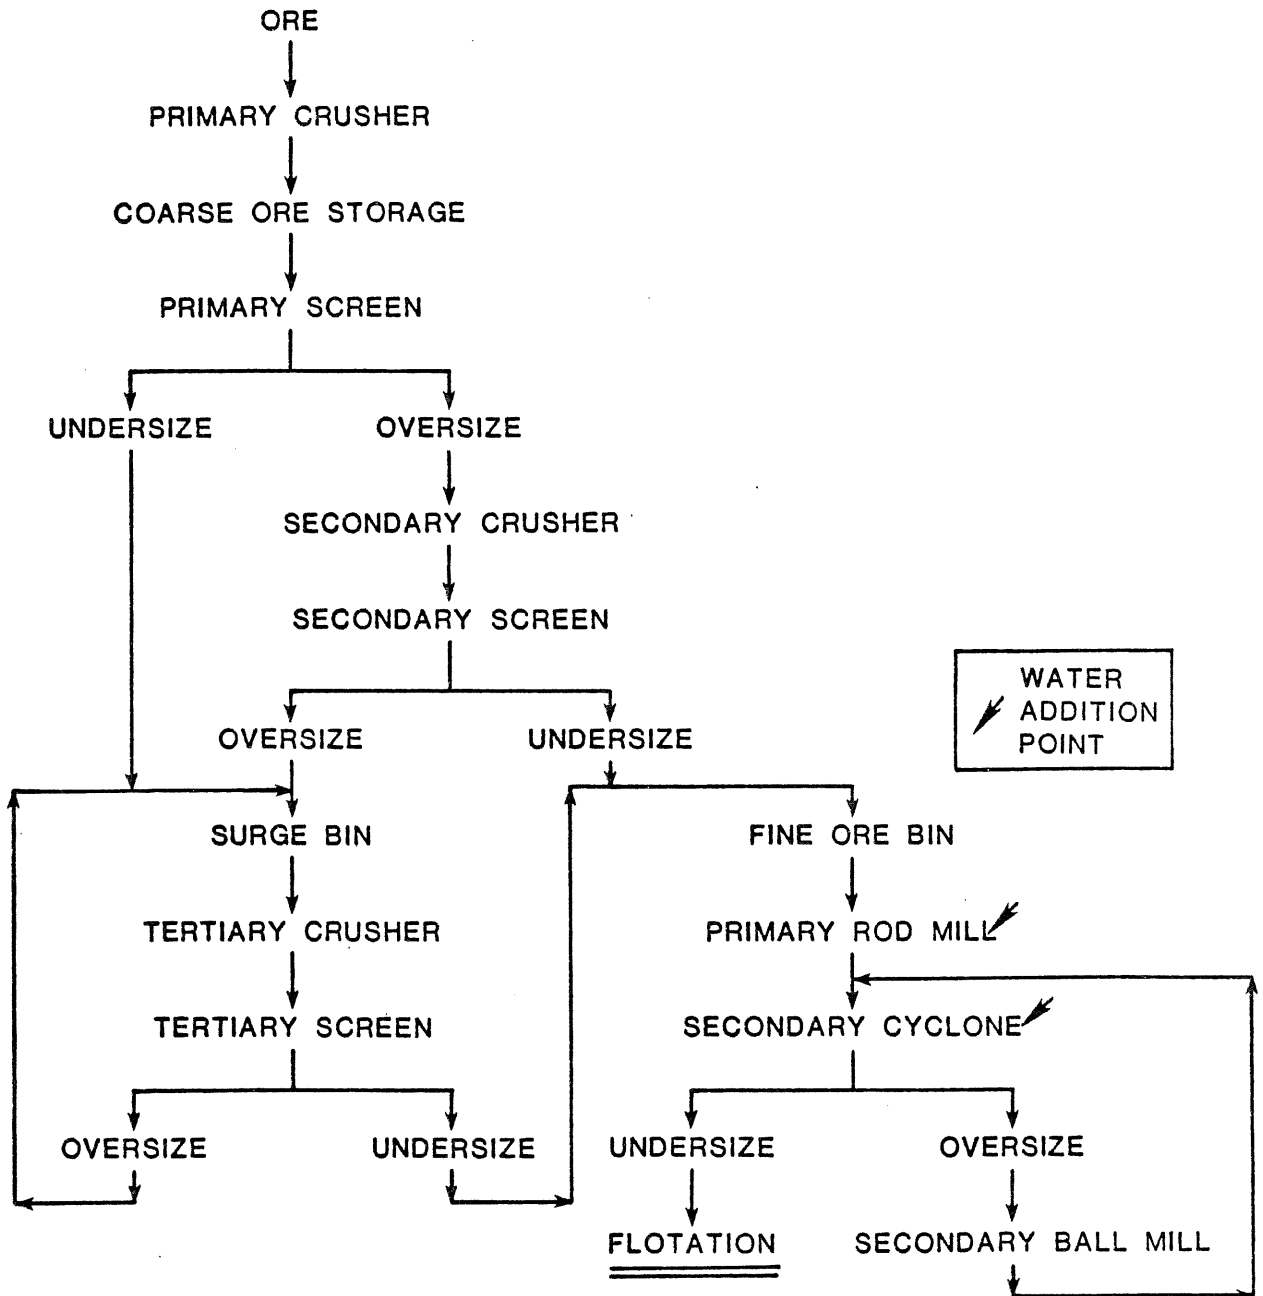 ORE
PRIMARY CRUSHER
COARSE ORE STORAGE
PRIMARY SCREEN
UNDERSIZE
OVERSIZE
SECONDARY CRUSHER
SECONDARY SCREEN
OVERSIZE
UNDERSIZE
WATER
ADDITION
POINT
SURGE BIN
FINE ORE BIN
TERTIARY CRUSHER
PRIMARY ROD MILL
TERTIARY SCREEN
SECONDARY CYCLONE
OVERSIZE
UNDERSIZE
UNDERSIZE
OVERSIZE
FLOTATION
SECONDARY BALL MILL